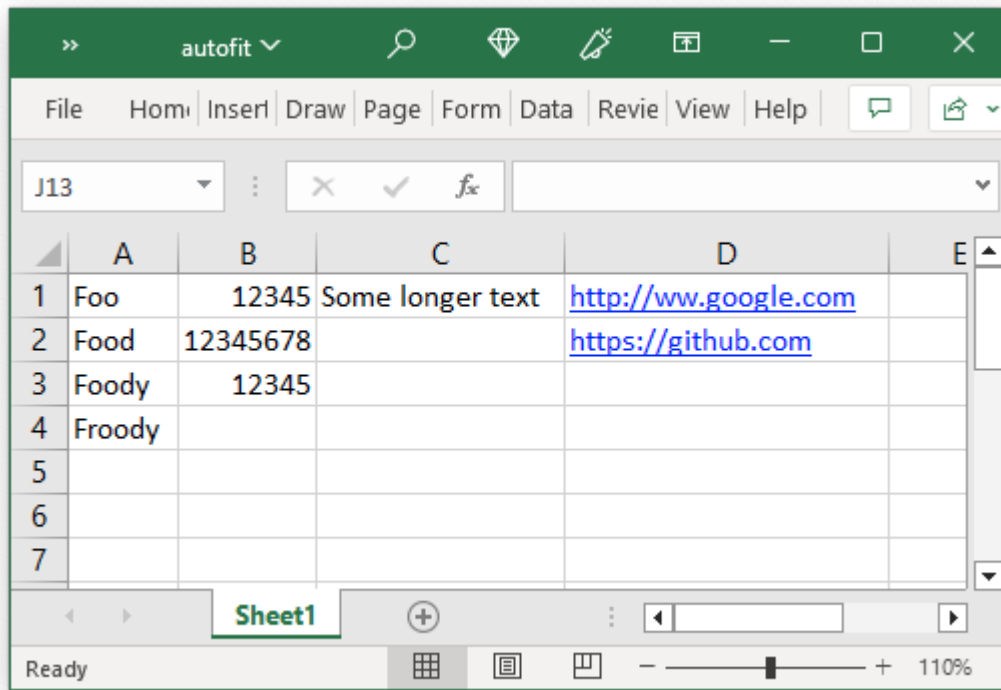 » autofit
File Hom Insert Draw Page Form Data Revie View Help
J13 fx
A B C D E
1 Foo 12345 Some longer text http://ww.google.com
2 Food 12345678 https://github.com
3 Foody 12345
4 Froody
5
6
7
Sheet1
Ready 110%